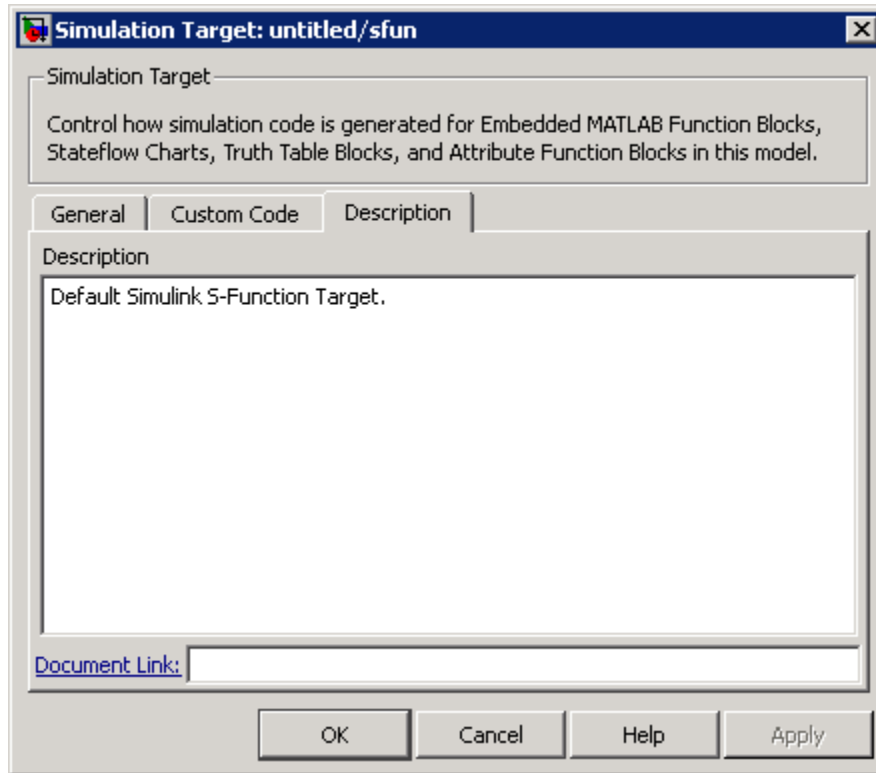 Simulation Target: untitled/sfun
Simulation Target
Control how simulation code is generated for Embedded MATLAB Function Blocks,
Stateflow Charts, Truth Table Blocks, and Attribute Function Blocks in this model.
General Custom Code Description
Description
Default Simulink S-Function Target.
Document Link:
OK Cancel Help Apply